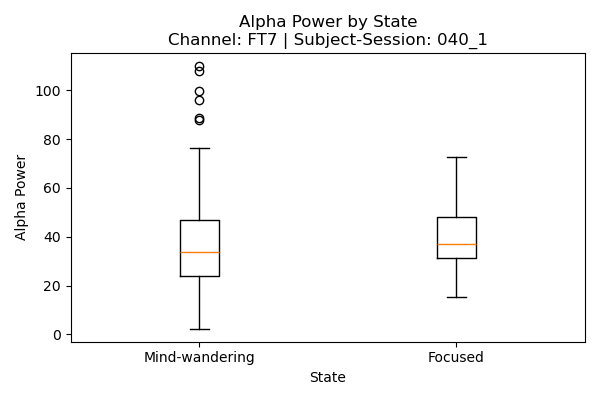 Alpha Power by State
Channel: FT7 | Subject-Session: 040_1
100
80
60
40
20
0
Alpha Power
Mind-wandering
Focused
State